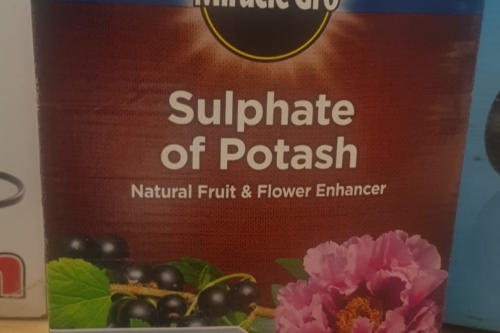 Miracle Gro
Sulphate
of Potash
Natural Fruit & Flower Enhancer